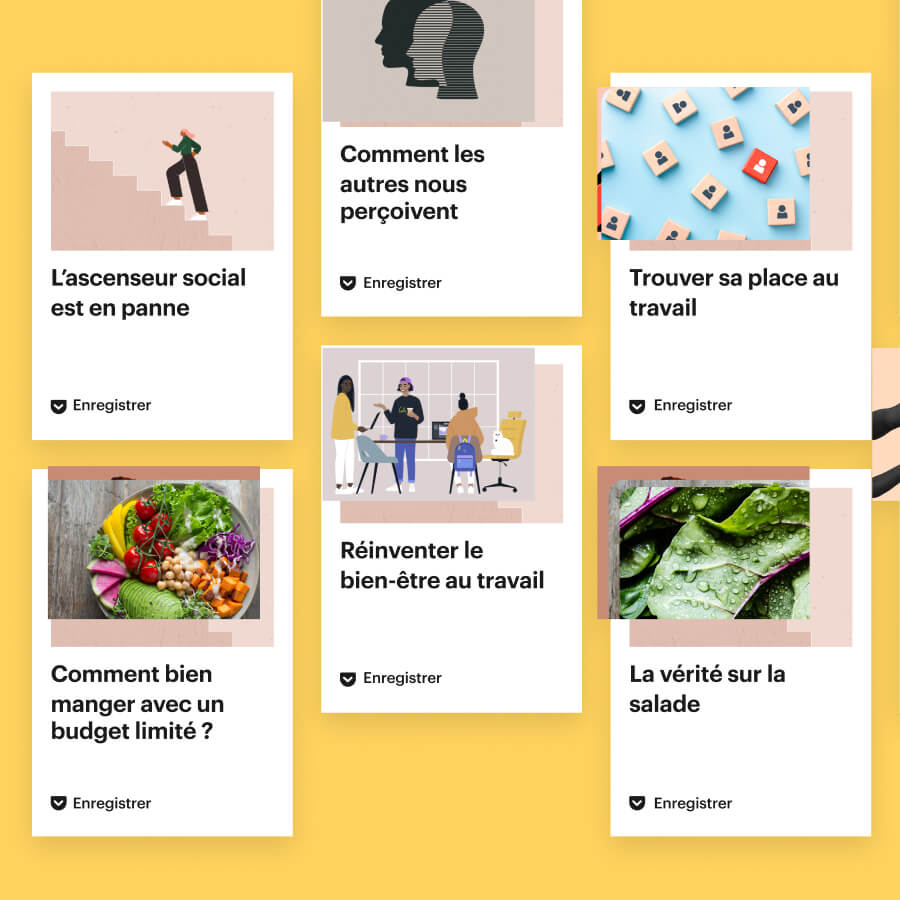 L’ascenseur social
est en panne
Enregistrer
Comment bien
manger avec un
budget limité ?
Enregistrer
Comment les
autres nous
perçoivent
Enregistrer
Réinventer le
bien-être au travail
Enregistrer
Trouver sa place au
travail
Enregistrer
La vérité sur la
salade
Enregistrer